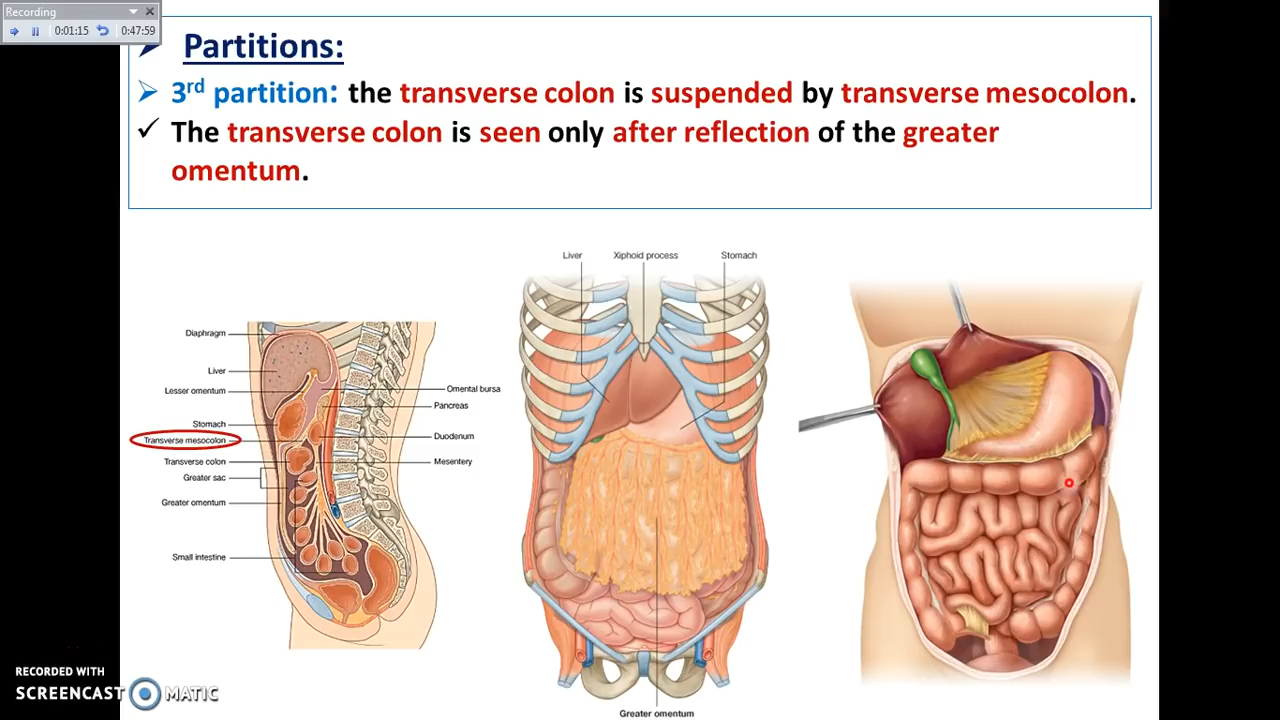 Recording
0:01:15 0:47:59
Partitions:
3rd partition: the transverse colon is suspended by transverse mesocolon.
The transverse colon is seen only after reflection of the greater
omentum.
Liver Xiphoid process Stomach
Diaphragm
Liver
Lesser omentum
Stomach
Transverse mesocolon
Transverse colon
Greater sac
Greater omentum
Small intestine
Omental bursa
Pancreas
Duodenum
Mesentery
Greater omentum
RECORDED WITH
SCREENCAST MATIC